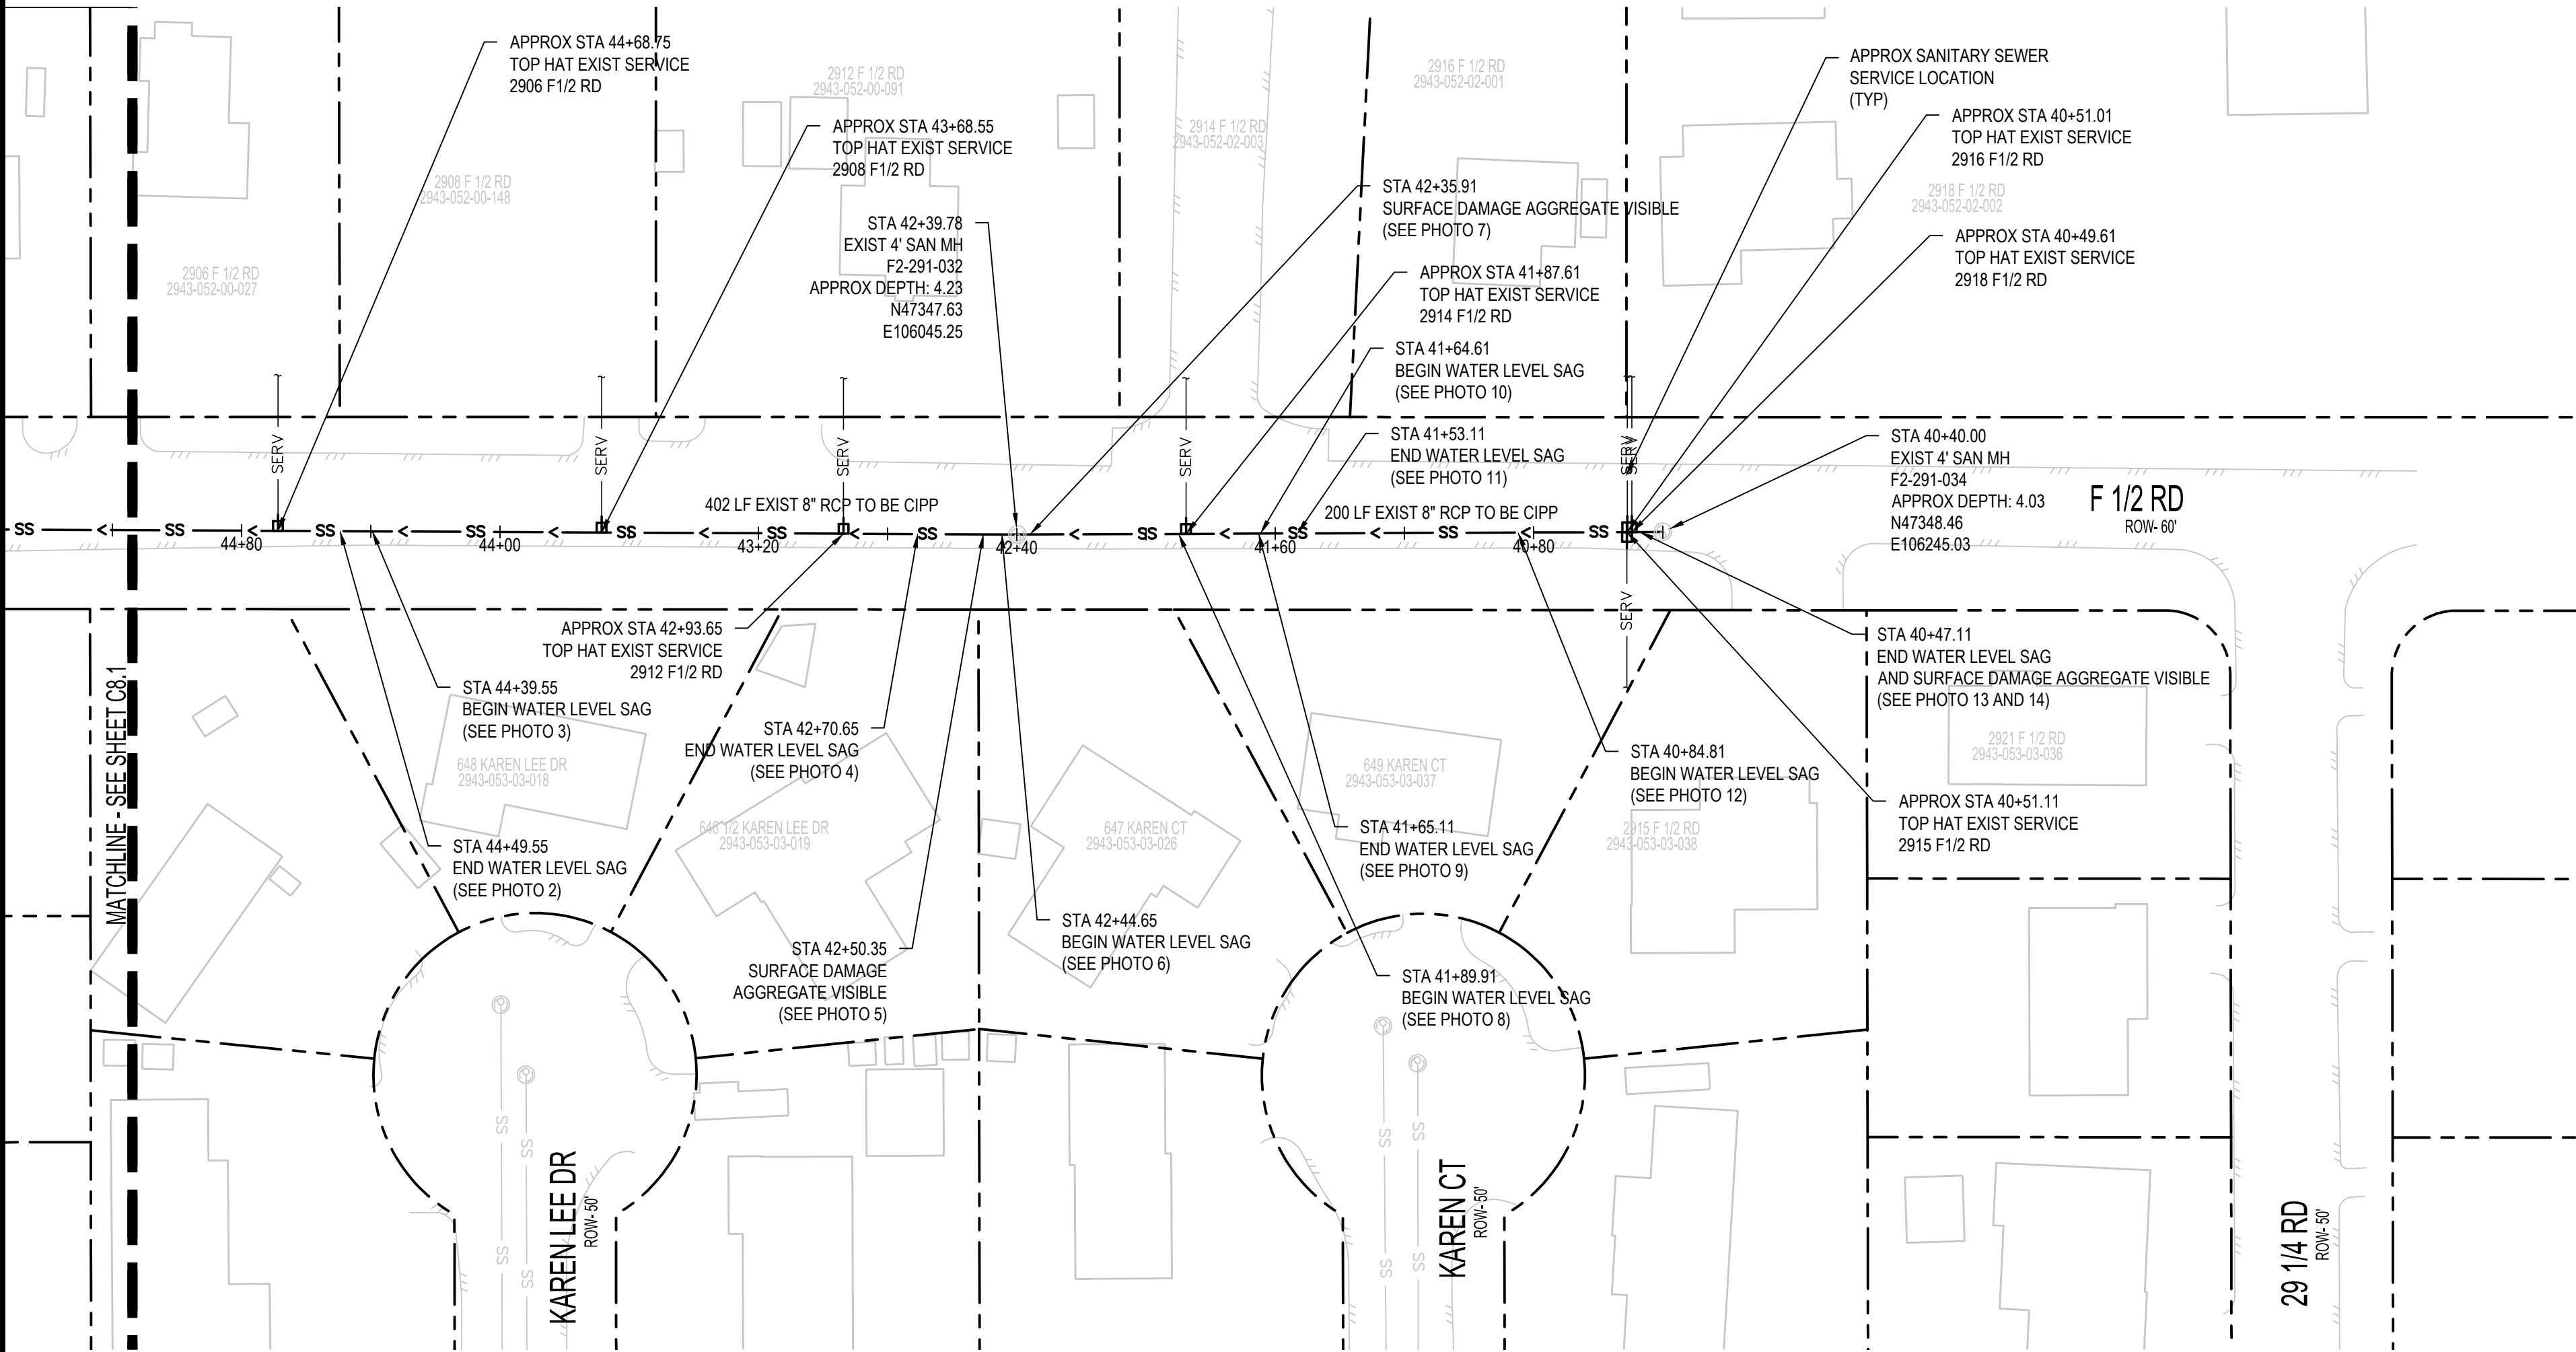 APPROX STA 44+68.75
TOP HAT EXIST SERVICE
2906 F1/2 RD
2912 F 1/2 RD
2943-052-00-091
2916 F 1/2 RD
2943-052-02-001
APPROX SANITARY SEWER
SERVICE LOCATION
(TYP)
APPROX STA 43+68.55
TOP HAT EXIST SERVICE
2908 F1/2 RD
2914 F 1/2 RD
2943-052-02-003
APPROX STA 40+51.01
TOP HAT EXIST SERVICE
2916 F1/2 RD
2908 F 1/2 RD
2943-052-00-148
STA 42+35.91
SURFACE DAMAGE AGGREGATE VISIBLE
(SEE PHOTO 7)
2918 F 1/2 RD
2943-052-02-002
STA 42+39.78
EXIST 4' SAN MH
F2-291-032
APPROX DEPTH: 4.23
N47347.63
E106045.25
APPROX STA 40+49.61
TOP HAT EXIST SERVICE
2918 F1/2 RD
2906 F 1/2 RD
2943-052-00-027
APPROX STA 41+87.61
TOP HAT EXIST SERVICE
2914 F1/2 RD
STA 41+64.61
BEGIN WATER LEVEL SAG
(SEE PHOTO 10)
STA 41+53.11
END WATER LEVEL SAG
(SEE PHOTO 11)
STA 40+40.00
EXIST 4' SAN MH
F2-291-034
APPROX DEPTH: 4.03
N47348.46
E106245.03
SERV
SERV
SERV
SERV
SERV
SERV
F 1/2 RD
ROW- 60'
402 LF EXIST 8" RCP TO BE CIPP
200 LF EXIST 8" RCP TO BE CIPP
SS
SS
SS
SS
SS
SS
SS
SS
SS
SS
44+80
44+00
43+20
42+40
41+60
40+80
SERV
APPROX STA 42+93.65
TOP HAT EXIST SERVICE
2912 F1/2 RD
STA 40+47.11
END WATER LEVEL SAG
AND SURFACE DAMAGE AGGREGATE VISIBLE
(SEE PHOTO 13 AND 14)
MATCHLINE - SEE SHEET C8.1
STA 44+39.55
BEGIN WATER LEVEL SAG
(SEE PHOTO 3)
STA 42+70.65
END WATER LEVEL SAG
(SEE PHOTO 4)
648 KAREN LEE DR
2943-053-03-018
649 KAREN CT
2943-053-03-037
STA 40+84.81
BEGIN WATER LEVEL SAG
(SEE PHOTO 12)
2921 F 1/2 RD
2943-053-03-036
APPROX STA 40+51.11
TOP HAT EXIST SERVICE
2915 F1/2 RD
646 1/2 KAREN LEE DR
2943-053-03-019
647 KAREN CT
2943-053-03-026
STA 41+65.11
END WATER LEVEL SAG
(SEE PHOTO 9)
2915 F 1/2 RD
2943-053-03-038
STA 44+49.55
END WATER LEVEL SAG
(SEE PHOTO 2)
STA 42+50.35
SURFACE DAMAGE
AGGREGATE VISIBLE
(SEE PHOTO 5)
STA 42+44.65
BEGIN WATER LEVEL SAG
(SEE PHOTO 6)
STA 41+89.91
BEGIN WATER LEVEL SAG
(SEE PHOTO 8)
SS
SS
SS
SS
SS
SS
SS
SS
KAREN LEE DR
ROW- 50'
KAREN CT
ROW- 50'
29 1/4 RD
ROW- 50'